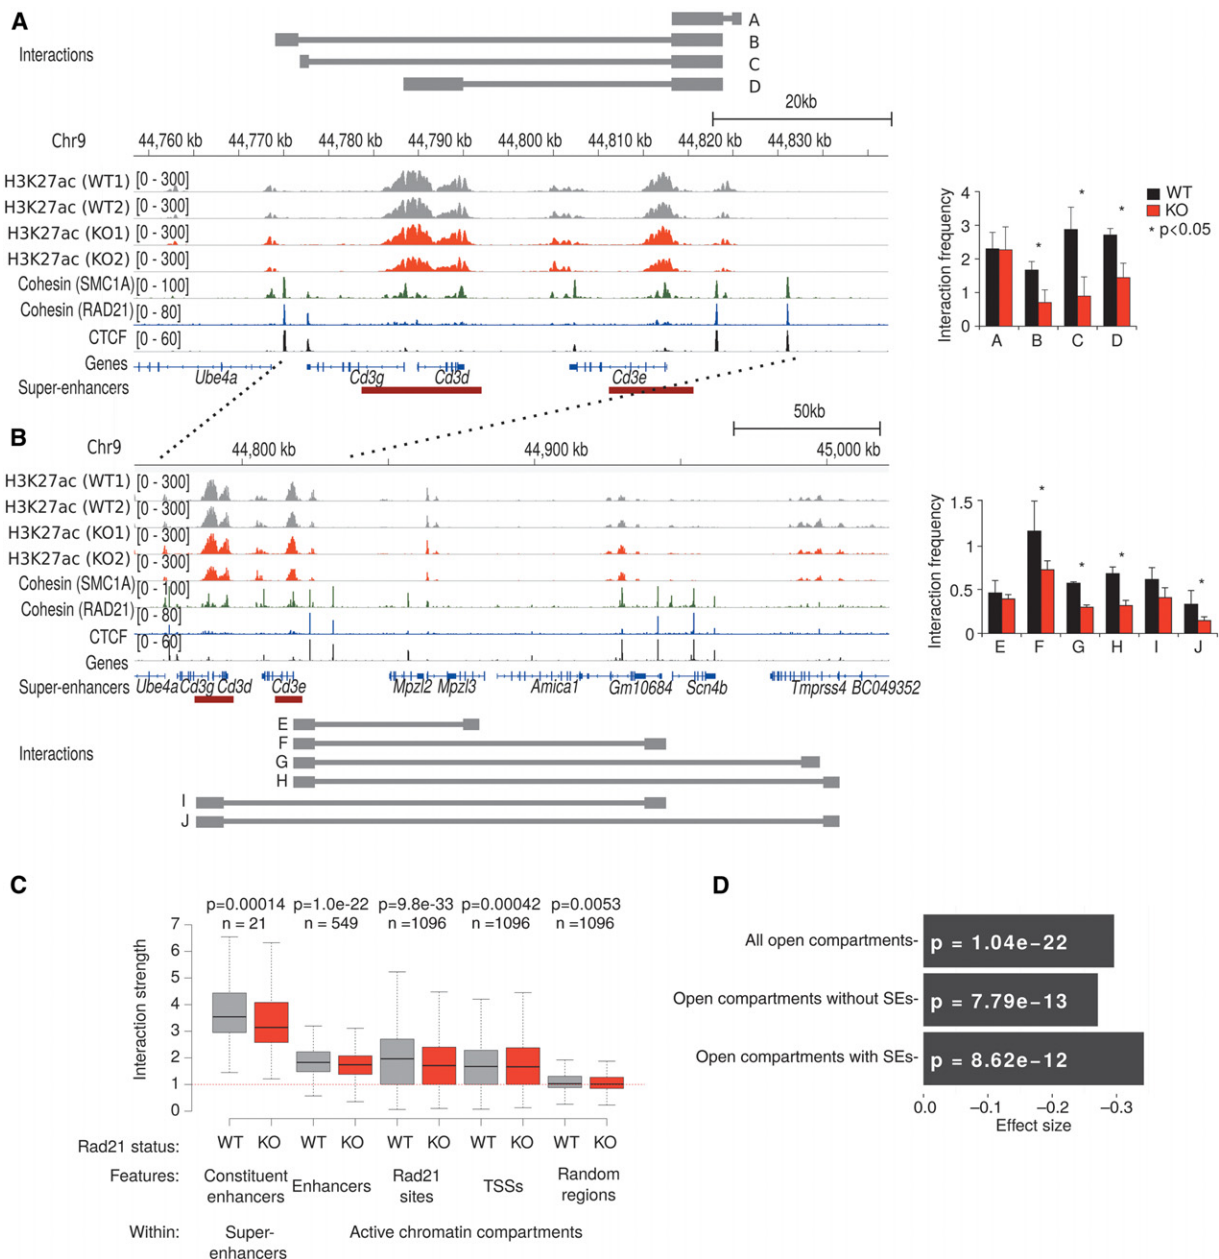 A
Interactions
A
B
C
D
20kb
Chr9
44,760 kb 44,770 kb 44,780 kb 44,790 kb 44,800 kb 44,810 kb 44,820 kb 44,830 kb
H3K27ac (WT1) [0 - 300]
H3K27ac (WT2) [0 - 300]
H3K27ac (KO1) [0 - 300]
H3K27ac (KO2) [0 - 300]
Cohesin (SMC1A) [0 - 100]
Cohesin (RAD21) [0 - 80]
CTCF [0 - 60]
Genes
Ube4a Cd3g Cd3d Cd3e
Super-enhancers
Interaction frequency
4
3
2
1
0
* * *
A B C D
WT
KO
* p<0.05
B
50kb
Chr9
44,800 kb 44,900 kb 45,000 kb
H3K27ac (WT1) [0 - 300]
H3K27ac (WT2) [0 - 300]
H3K27ac (KO1) [0 - 300]
H3K27ac (KO2) [0 - 300]
Cohesin (SMC1A) [0 - 100]
Cohesin (RAD21) [0 - 80]
CTCF [0 - 60]
Genes
Super-enhancers Ube4a Cd3g Cd3d Cd3e Mpzl2 Mpzl3 Amica1 Gm10684 Scn4b Tmprss4 BC049352
Interactions
E
F
G
H
I
J
Interaction frequency
1.5
1
0.5
0
* * * *
E F G H I J
C
p=0.00014 p=1.0e-22 p=9.8e-33 p=0.00042 p=0.0053
n = 21 n = 549 n =1096 n =1096 n =1096
Interaction strength
7
6
5
4
3
2
1
0
Rad21 status: WT KO WT KO WT KO WT KO WT KO
Features: Constituent enhancers Enhancers Rad21 sites TSSs Random regions
Within: Super-enhancers Active chromatin compartments
D
All open compartments- p = 1.04e−22
Open compartments without SEs- p = 7.79e−13
Open compartments with SEs- p = 8.62e−12
0.0 −0.1 −0.2 −0.3
Effect size